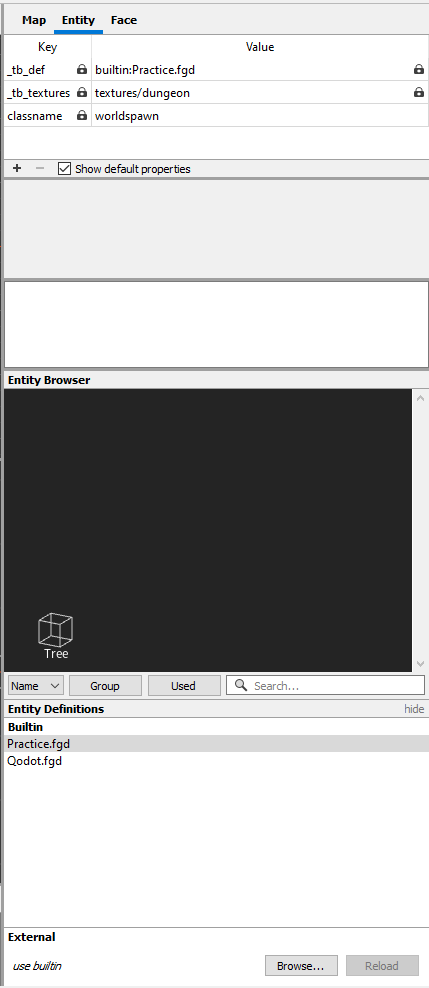 Map Entity Face
Key Value
_tb_def builtin:Practice.fgd
_tb_textures textures/dungeon
classname worldspawn
+ − Show default properties
Entity Browser
Tree
Name Group Used Search...
Entity Definitions hide
Builtin
Practice.fgd
Qodot.fgd
External
use builtin Browse... Reload